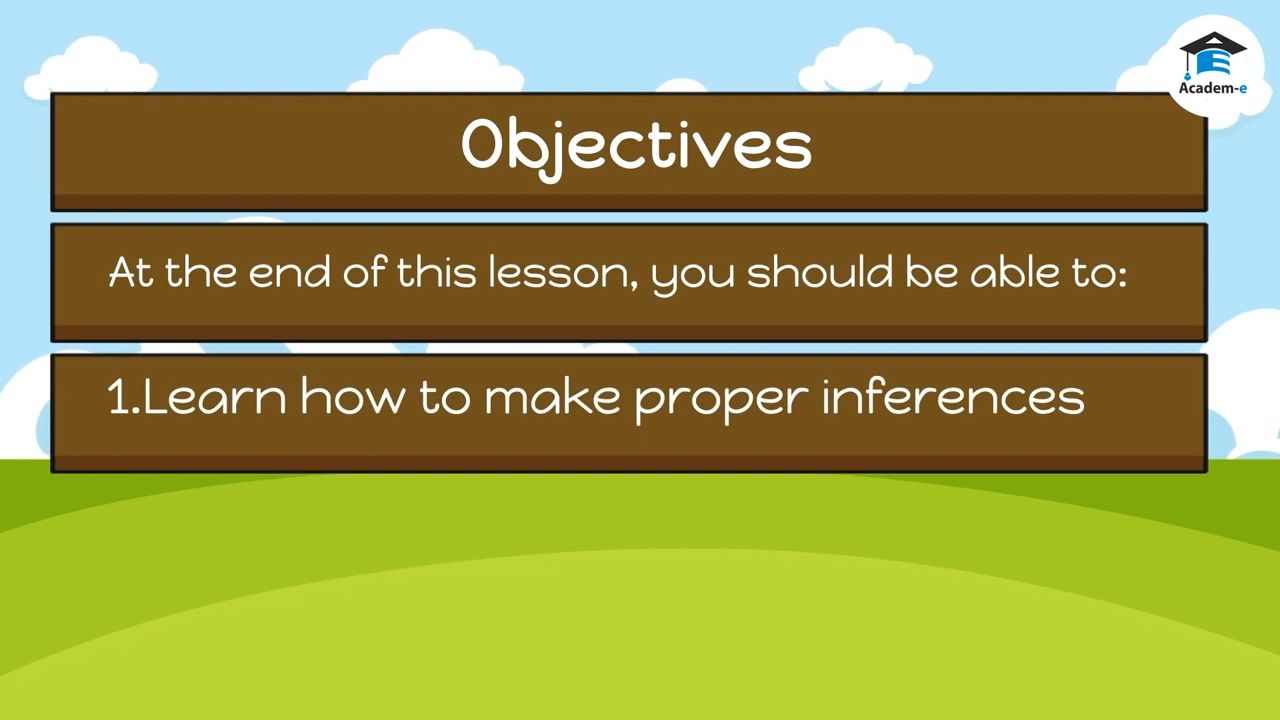 Academ-e
Objectives
At the end of this lesson, you should be able to:
1.Learn how to make proper inferences